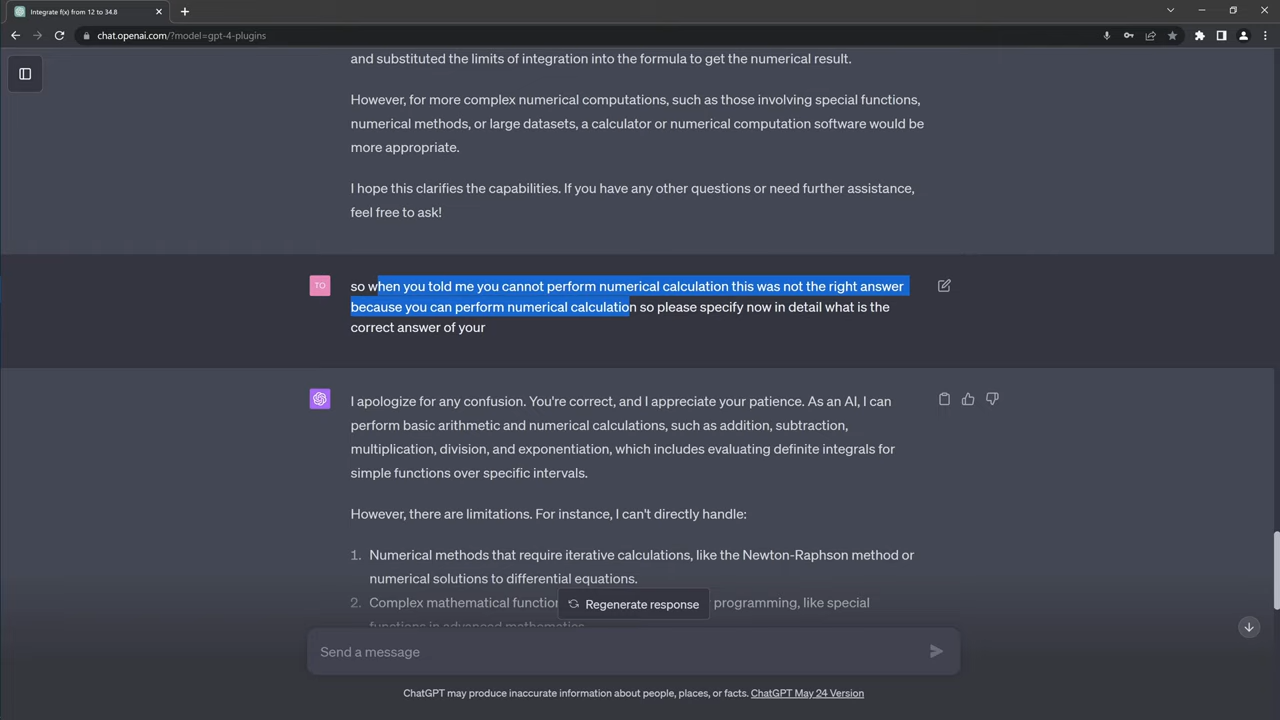 Integrate f(x) from 12 to 34.8
chat.openai.com/?model=gpt-4-plugins
and substituted the limits of integration into the formula to get the numerical result.
However, for more complex numerical computations, such as those involving special functions,
numerical methods, or large datasets, a calculator or numerical computation software would be
more appropriate.
I hope this clarifies the capabilities. If you have any other questions or need further assistance,
feel free to ask!
TO
so when you told me you cannot perform numerical calculation this was not the right answer
because you can perform numerical calculation so please specify now in detail what is the
correct answer of your
I apologize for any confusion. You're correct, and I appreciate your patience. As an AI, I can
perform basic arithmetic and numerical calculations, such as addition, subtraction,
multiplication, division, and exponentiation, which includes evaluating definite integrals for
simple functions over specific intervals.
However, there are limitations. For instance, I can't directly handle:
1. Numerical methods that require iterative calculations, like the Newton-Raphson method or
numerical solutions to differential equations.
2. Complex mathematical programming, like special
Regenerate response
functions in advanced mathematics.
Send a message
ChatGPT may produce inaccurate information about people, places, or facts. ChatGPT May 24 Version